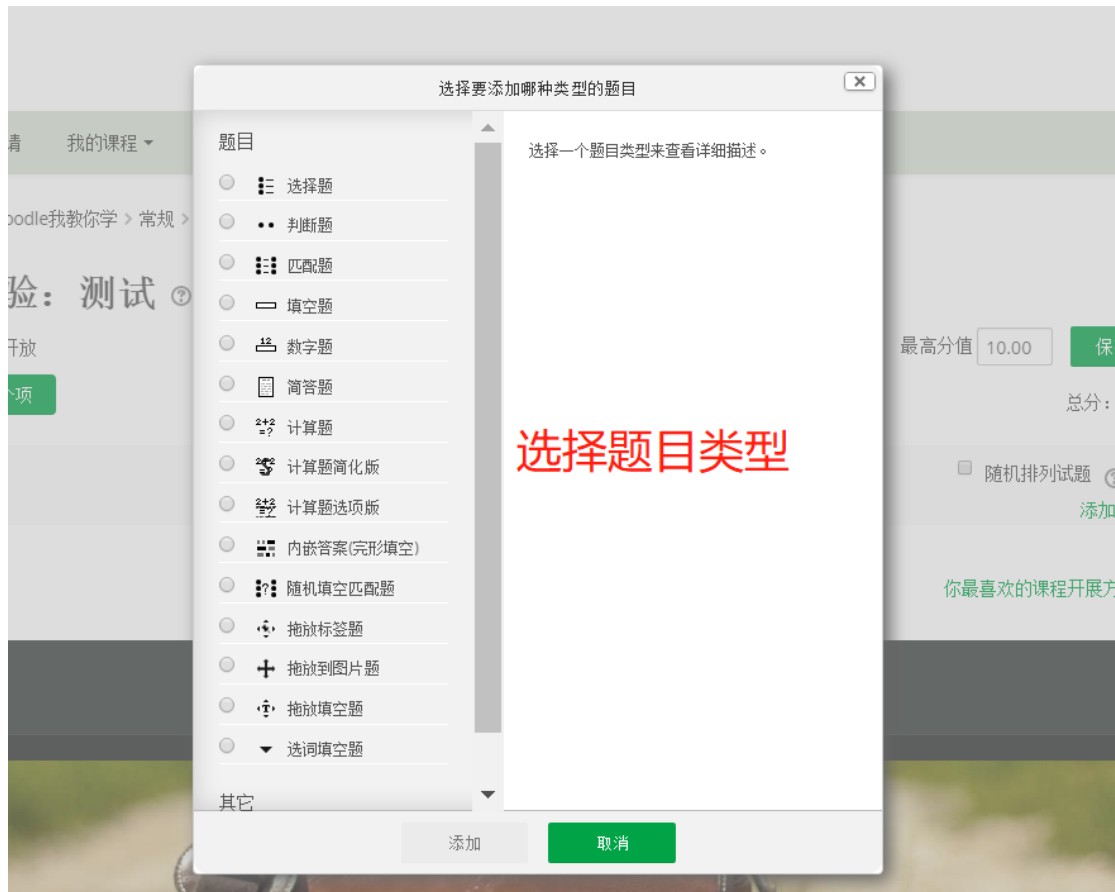 选择要添加哪种类型的题目
请 我的课程
oodle我教你学 > 常规 >
验：测试
开放
个项
题目
选择题
判断题
匹配题
填空题
数字题
简答题
计算题
计算题简化版
计算题选项版
内嵌答案(完形填空)
随机填空匹配题
拖放标签题
拖放到图片题
拖放填空题
选词填空题
其它
选择一个题目类型来查看详细描述。
选择题目类型
添加
取消
最高分值 10.00 保
总分：
随机排列试题
添加
你最喜欢的课程开展方